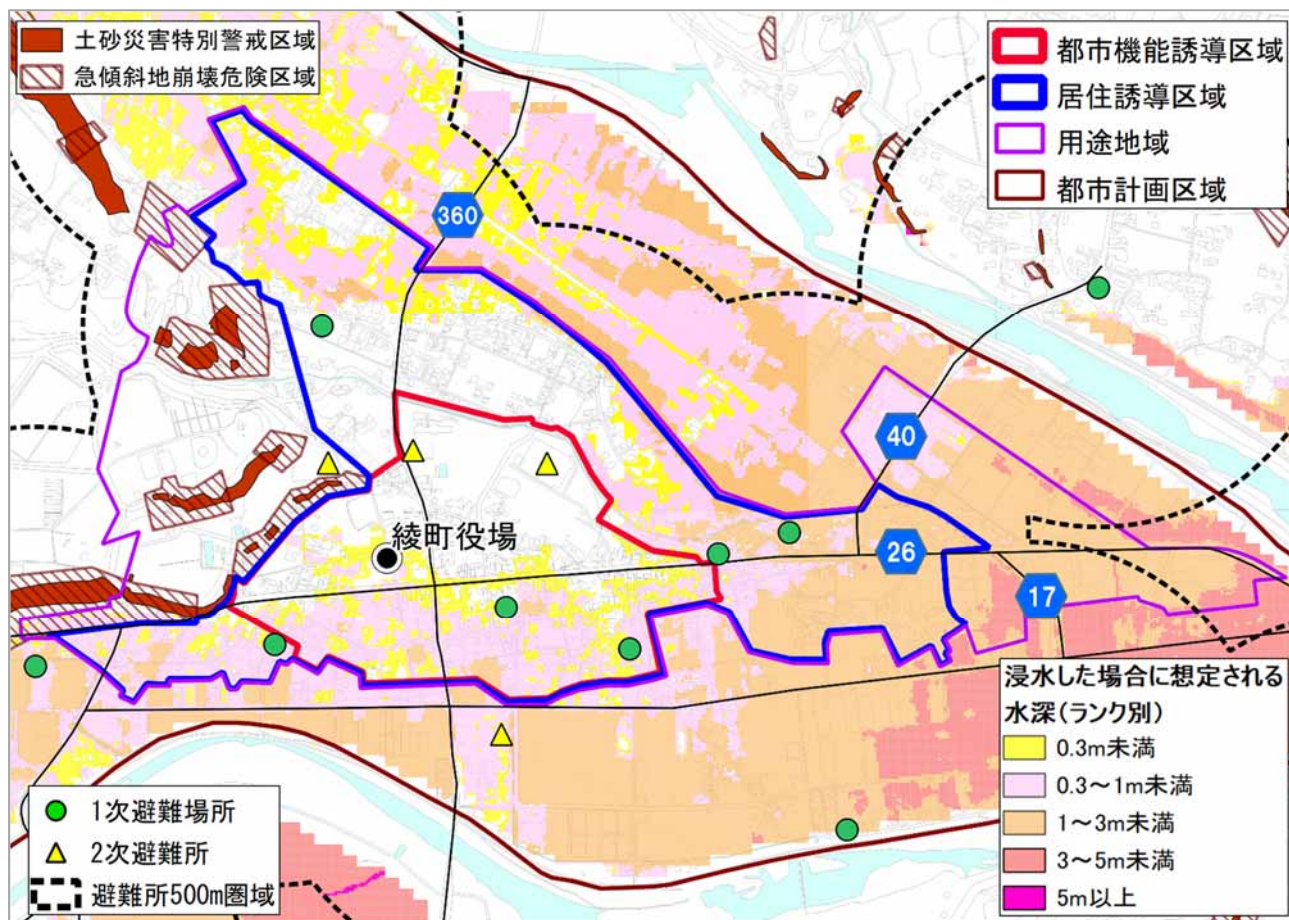 土砂災害特別警戒区域
急傾斜地崩壊危険区域
都市機能誘導区域
居住誘導区域
用途地域
都市計画区域
360
40
綾町役場
26
17
浸水した場合に想定される
水深(ランク別)
0.3m未満
0.3～1m未満
1～3m未満
3～5m未満
5m以上
1次避難場所
2次避難所
避難所500m圏域